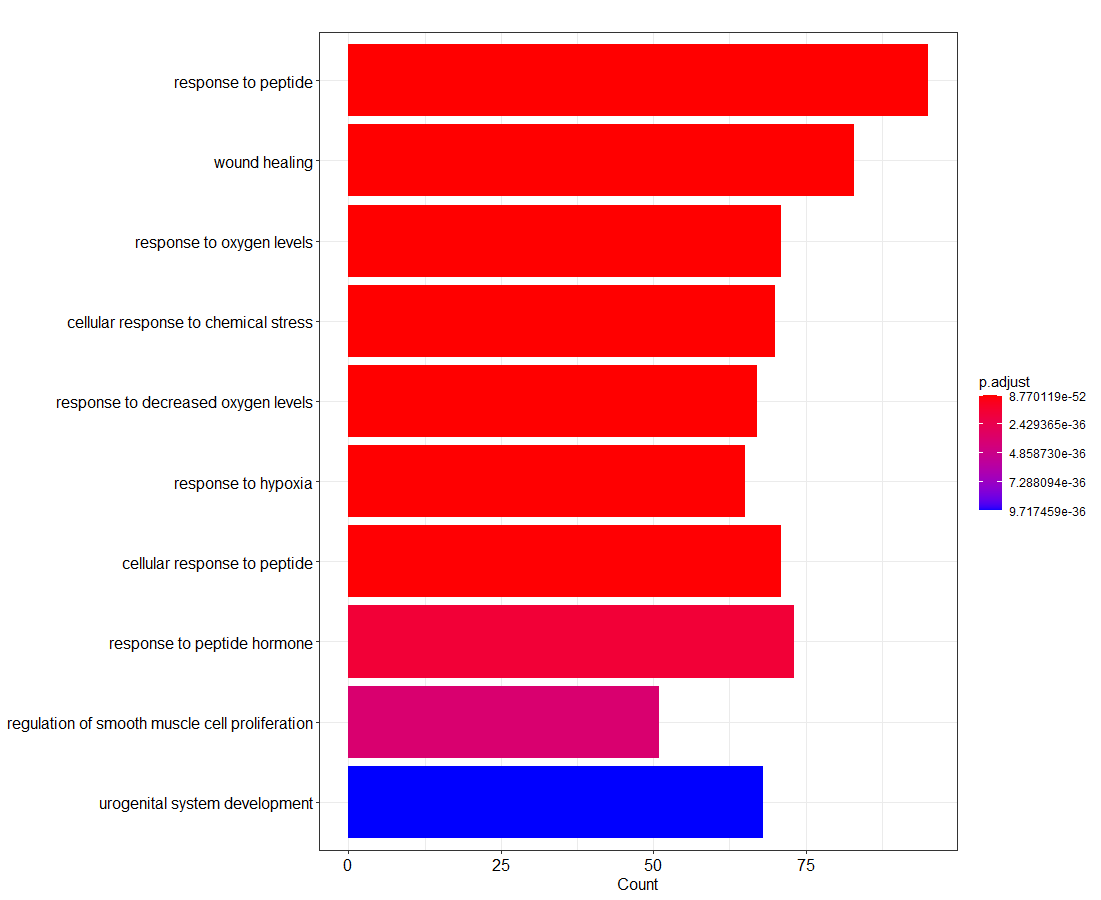 response to peptide
wound healing
response to oxygen levels
cellular response to chemical stress
response to decreased oxygen levels
response to hypoxia
cellular response to peptide
response to peptide hormone
regulation of smooth muscle cell proliferation
urogenital system development
0 25 50 75
Count
p.adjust
8.770119e-52
2.429365e-36
4.858730e-36
7.288094e-36
9.717459e-36